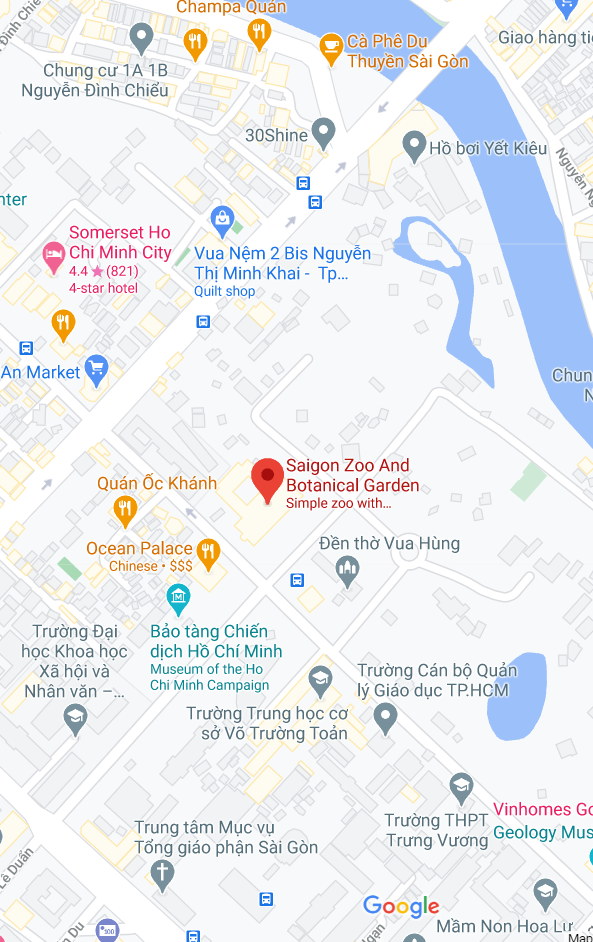 Champa Quán
Đình Chiểu
Cà Phê Du
Thuyền Sài Gòn
Giao hàng ti
Chung cư 1A 1B
Nguyễn Đình Chiểu
30Shine
Hồ bơi Yết Kiêu
Nguyễn Ng
nter
Somerset Ho
Chi Minh City
4.4 ★ (821)
4-star hotel
Vua Nệm 2 Bis Nguyễn
Thị Minh Khai - Tp...
Quilt shop
An Market
Chun
N
Saigon Zoo And
Botanical Garden
Simple zoo with...
Quán Ốc Khánh
Ocean Palace
Chinese • $$$
Đền thờ Vua Hùng
Bảo tàng Chiến
dịch Hồ Chí Minh
Museum of the Ho
Chi Minh Campaign
Trường Đại
học Khoa học
Xã hội và
Nhân văn –...
Trường Cán bộ Quản
lý Giáo dục TP.HCM
Trường Trung học cơ
sở Võ Trường Toản
Trường THPT
Trưng Vương
Vinhomes Go
Geology Mus
Trung tâm Mục vụ
Tổng giáo phận Sài Gòn
Lê Duẩn
Google
Mầm Non Hoa Lư
Du
100
Ngạn
Map